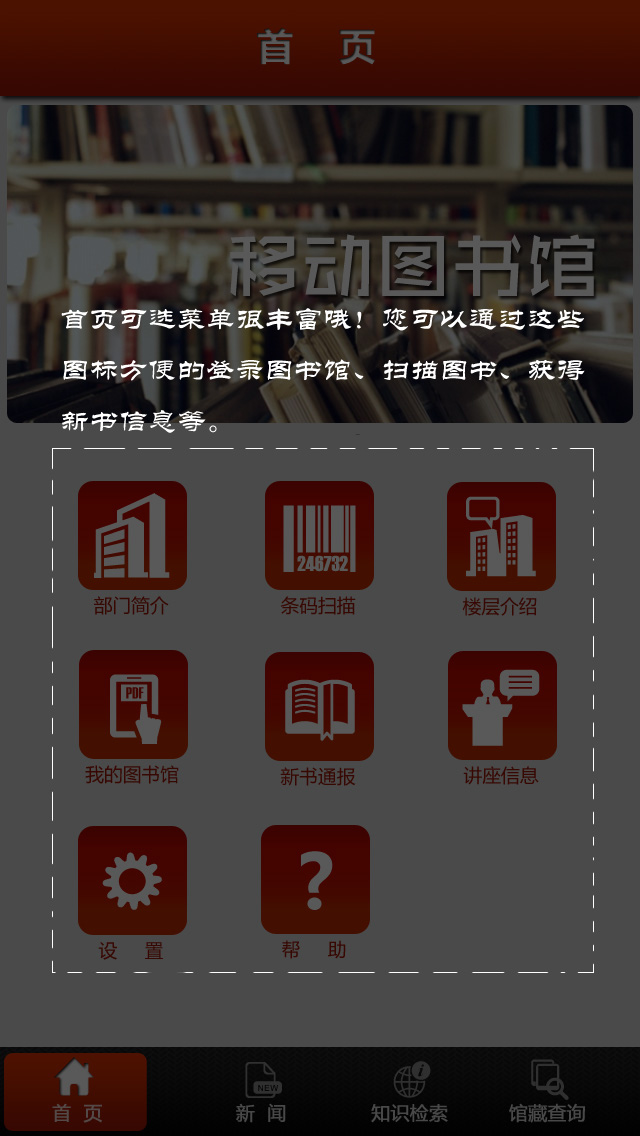 首 页
移动图书馆
首页可选菜单很丰富哦！您可以通过这些
图标方便的登录图书馆、扫描图书、获得
新书信息等。
246732
部门简介 条码扫描 楼层介绍
PDF
我的图书馆 新书通报 讲座信息
?
设 置 帮 助
i
NEW
首 页 新 闻 知识检索 馆藏查询